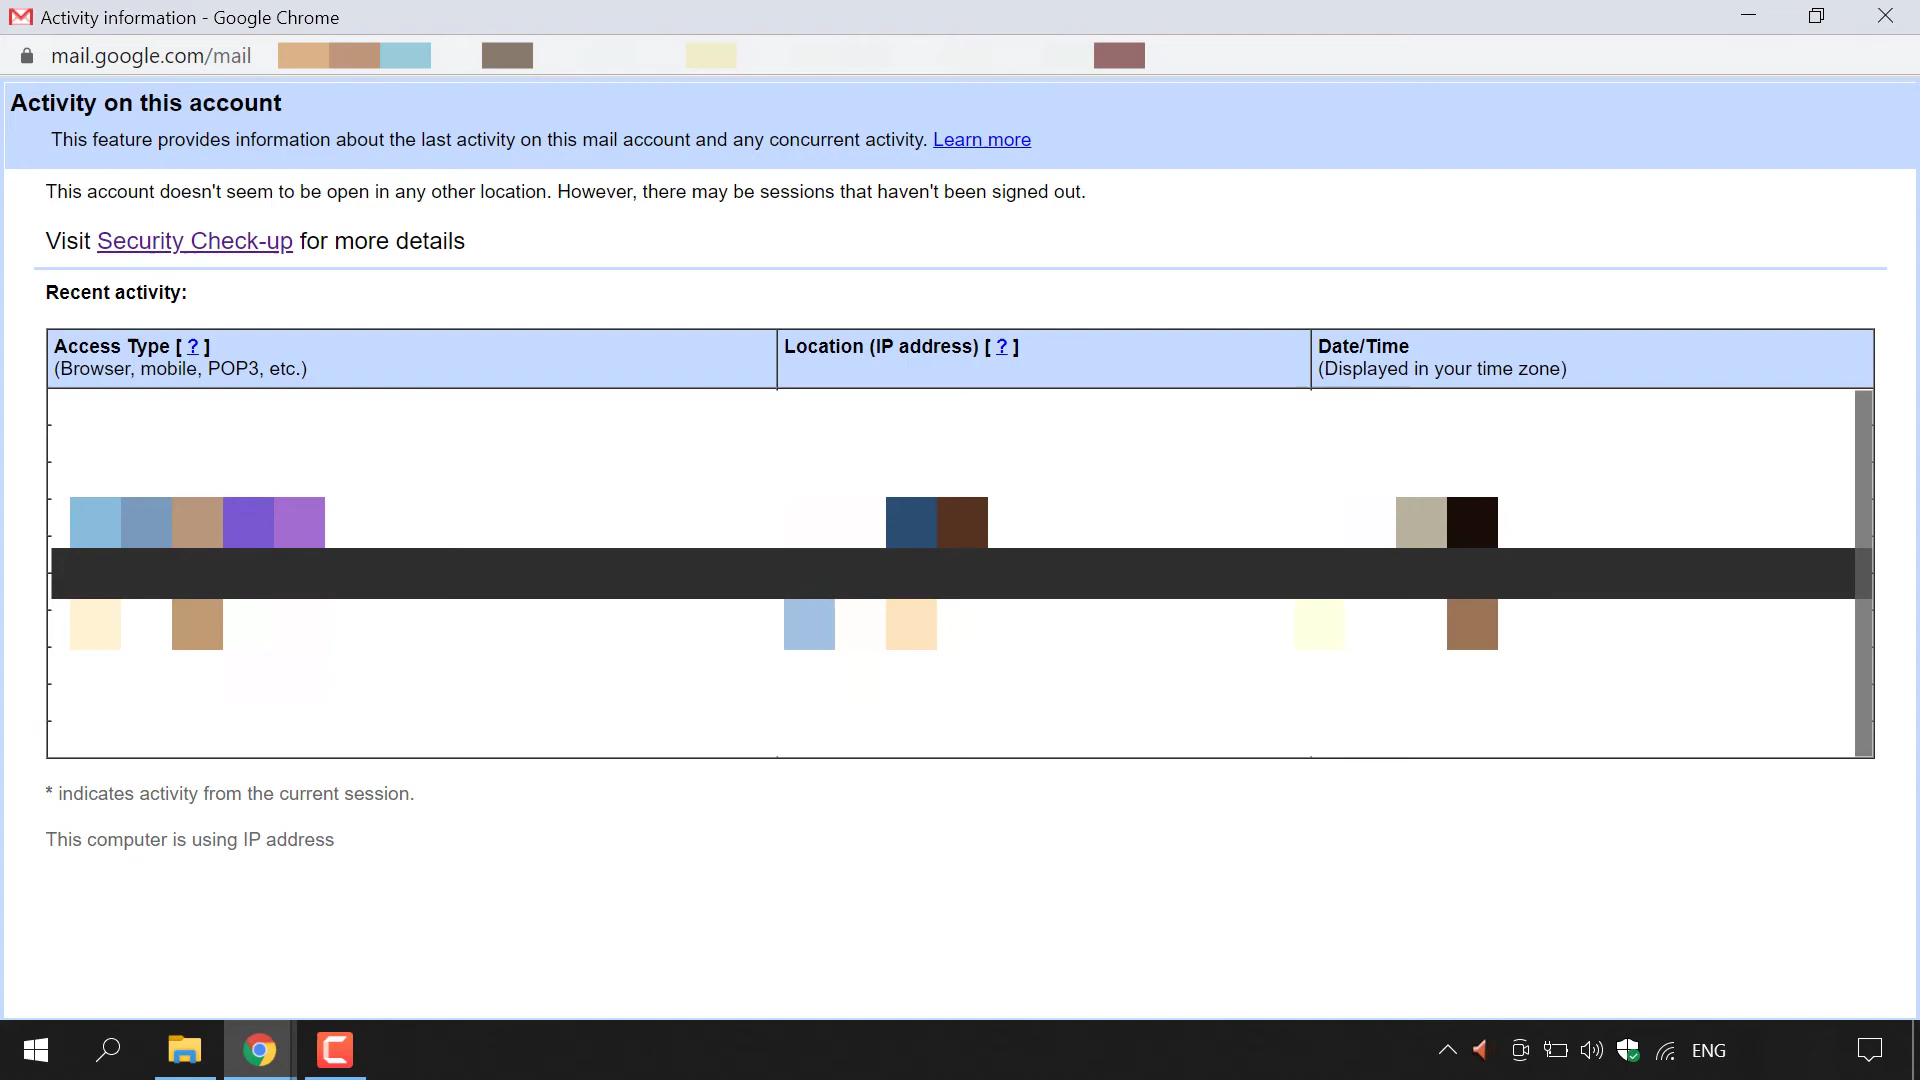 Activity information - Google Chrome
mail.google.com/mail
Activity on this account
This feature provides information about the last activity on this mail account and any concurrent activity. Learn more
This account doesn't seem to be open in any other location. However, there may be sessions that haven't been signed out.
Visit Security Check-up for more details
Recent activity:
Access Type [ ? ]
(Browser, mobile, POP3, etc.)
Location (IP address) [ ? ]
Date/Time
(Displayed in your time zone)
* indicates activity from the current session.
This computer is using IP address
ENG